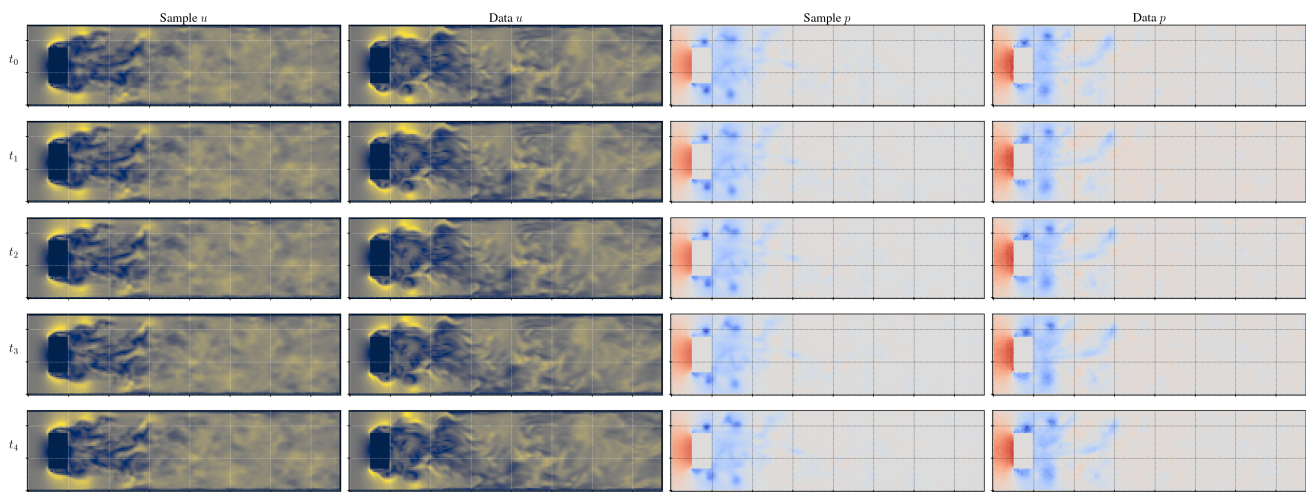 Sample u Data u Sample p Data p
t₀
t₁
t₂
t₃
t₄